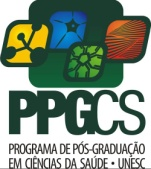 PPGCS
PROGRAMA DE PÓS-GRADUAÇÃO
EM CIÊNCIAS DA SAÚDE • UNESC